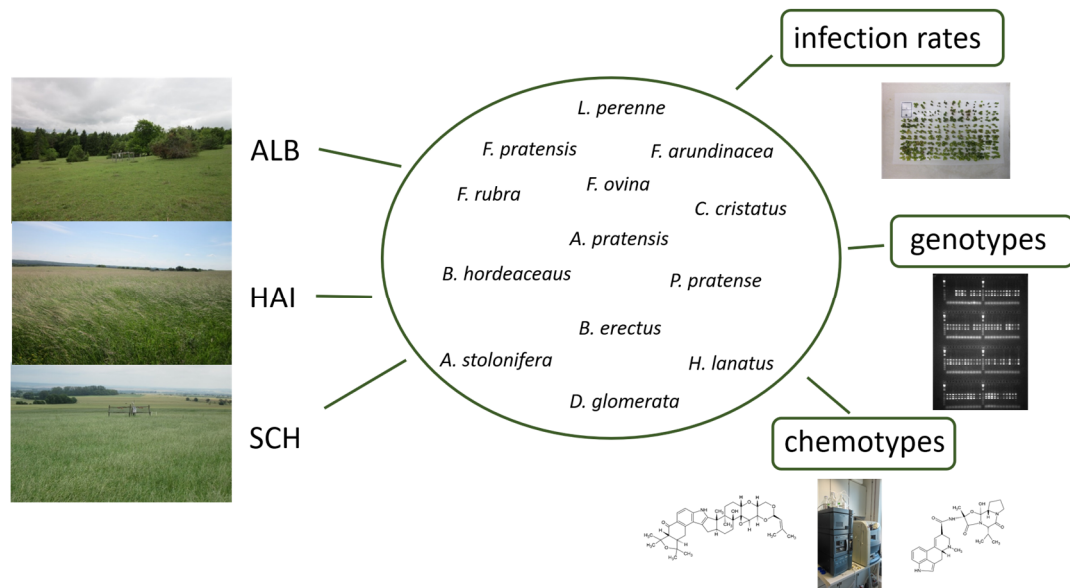 infection rates
L. perenne
ALB
F. pratensis
F. arundinacea
F. rubra
F. ovina
C. cristatus
A. pratensis
genotypes
B. hordeaceaus
P. pratense
HAI
B. erectus
A. stolonifera
H. lanatus
D. glomerata
SCH
chemotypes